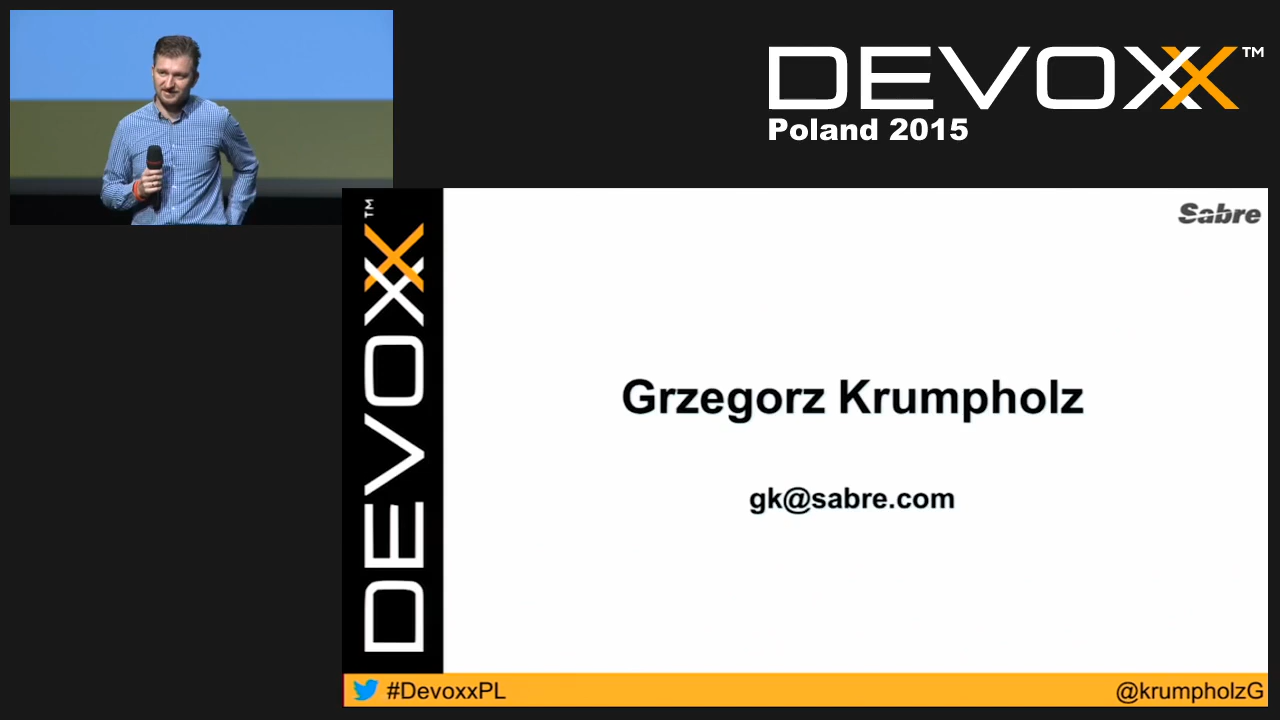 DEVOXX™
Poland 2015
DEVOXX™
Sabre
Grzegorz Krumpholz
gk@sabre.com
#DevoxxPL
@krumpholzG